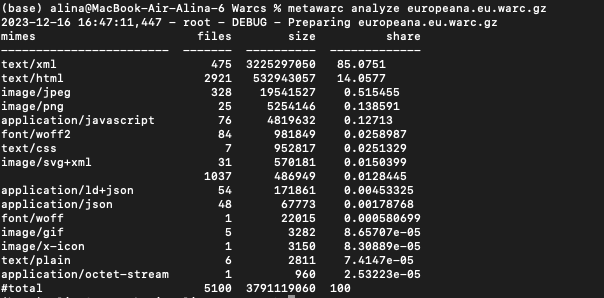 (base) alina@MacBook-Air-Alina-6 Warcs % metawarc analyze europeana.eu.warc.gz
2023-12-16 16:47:11,447 - root - DEBUG - Preparing europeana.eu.warc.gz
mimes files size share
------------------------ ------- ---------- -------------
text/xml 475 3225297050 85.0751
text/html 2921 532943057 14.0577
image/jpeg 328 19541527 0.515455
image/png 25 5254146 0.138591
application/javascript 76 4819632 0.12713
font/woff2 84 981849 0.0258987
text/css 7 952817 0.0251329
image/svg+xml 31 570181 0.0150399
1037 486949 0.0128445
application/ld+json 54 171861 0.00453325
application/json 48 67773 0.00178768
font/woff 1 22015 0.000580699
image/gif 5 3282 8.65707e-05
image/x-icon 1 3150 8.30889e-05
text/plain 6 2811 7.4147e-05
application/octet-stream 1 960 2.53223e-05
#total 5100 3791119060 100